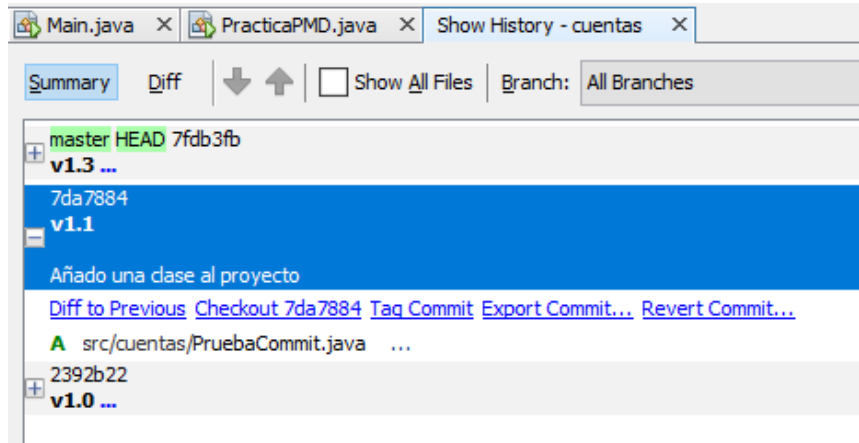 Main.java PracticaPMD.java Show History - cuentas
Summary Diff Show All Files Branch: All Branches
master HEAD 7fdb3fb
v1.3 ...
7da7884
v1.1
Añado una clase al proyecto
Diff to Previous Checkout 7da7884 Tag Commit Export Commit... Revert Commit...
A src/cuentas/PruebaCommit.java ...
2392b22
v1.0 ...